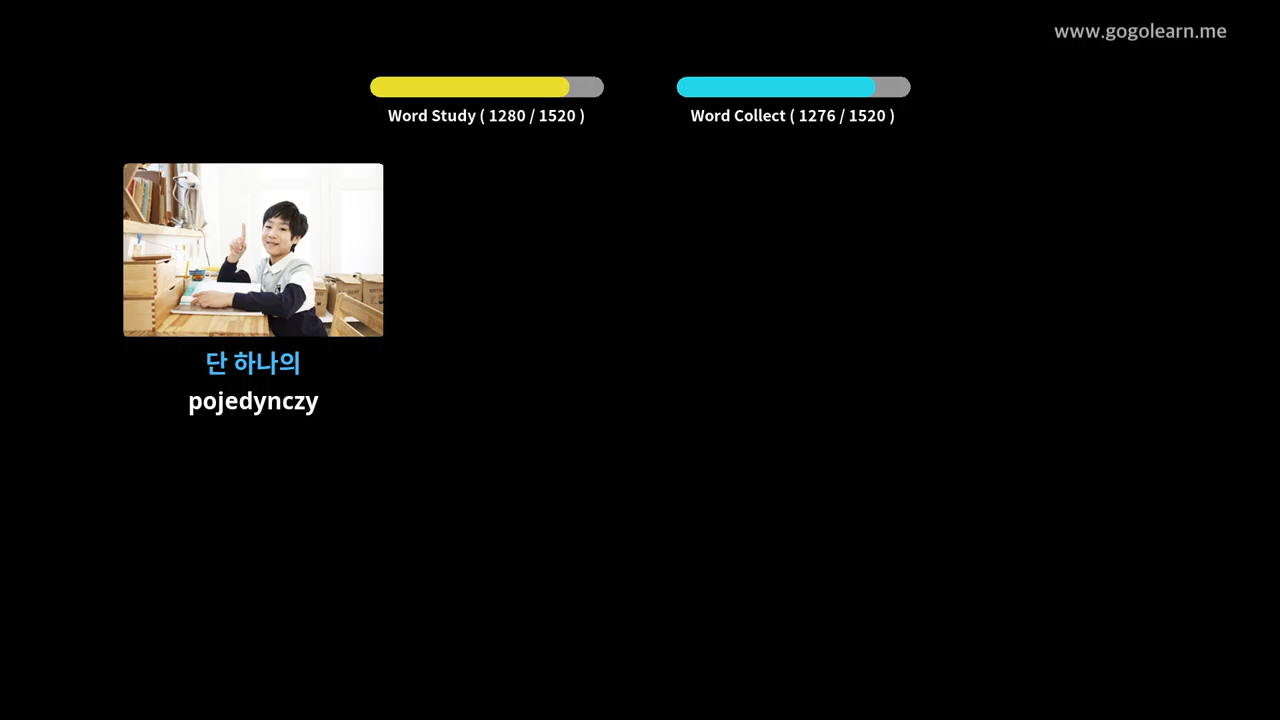 www.gogolearn.me
Word Study ( 1280 / 1520 )
Word Collect ( 1276 / 1520 )
단 하나의
pojedynczy